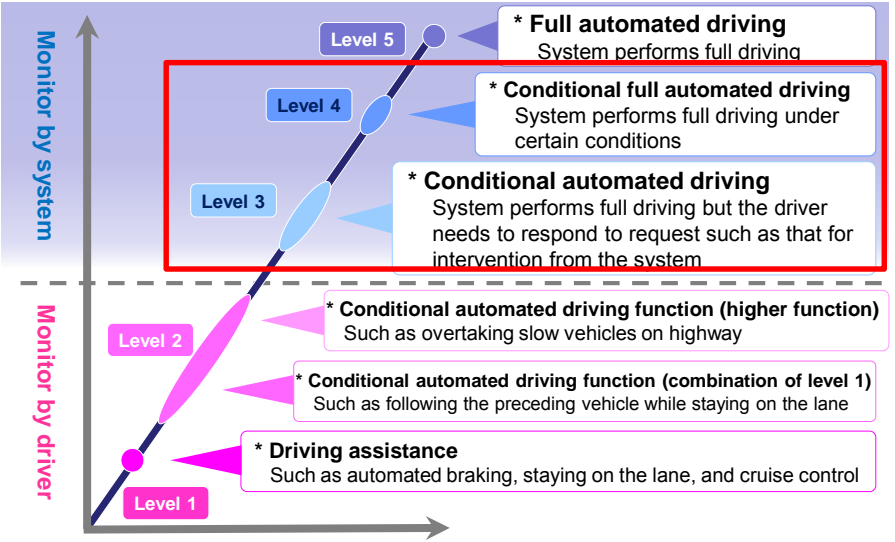 Monitor by system
Level 5
* Full automated driving
System performs full driving
Level 4
* Conditional full automated driving
System performs full driving under
certain conditions
Level 3
* Conditional automated driving
System performs full driving but the driver
needs to respond to request such as that for
intervention from the system
Monitor by driver
Level 2
* Conditional automated driving function (higher function)
Such as overtaking slow vehicles on highway
* Conditional automated driving function (combination of level 1)
Such as following the preceding vehicle while staying on the lane
* Driving assistance
Such as automated braking, staying on the lane, and cruise control
Level 1